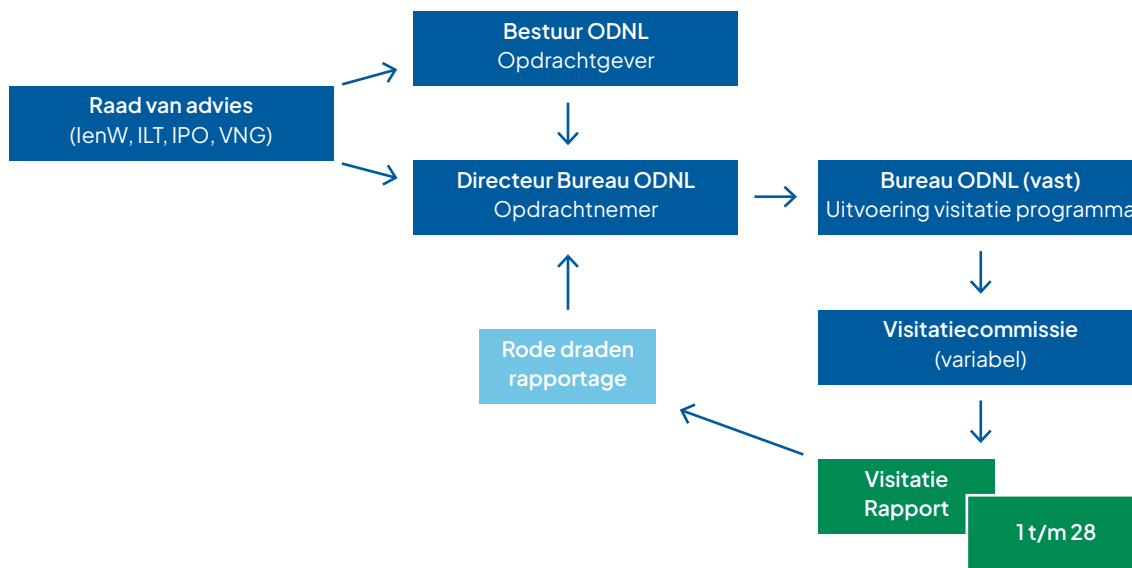 Bestuur ODNL
Opdrachtgever
Raad van advies
(IenW, ILT, IPO, VNG)
Directeur Bureau ODNL
Opdrachtnemer
Bureau ODNL (vast)
Uitvoering visitatie programma
Rode draden
rapportage
Visitatiecommissie
(variabel)
Visitatie
Rapport
1 t/m 28